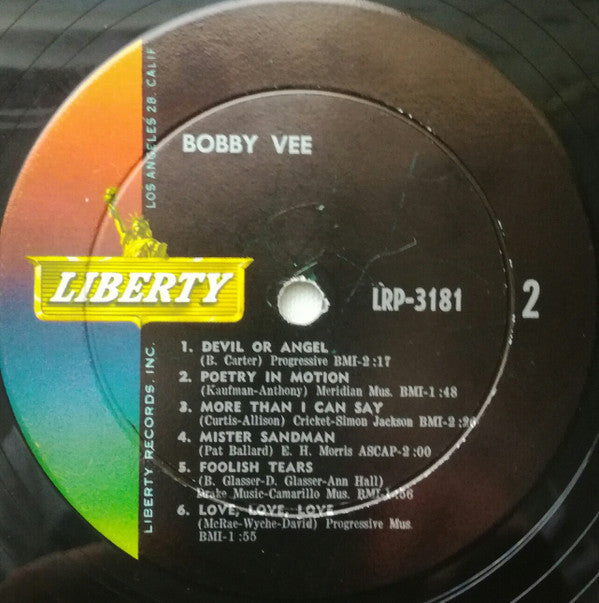 BOBBY VEE
LIBERTY
LRP-3181
2
1. DEVIL OR ANGEL
(B. Carter) Progressive BMI-2:17
2. POETRY IN MOTION
(Kaufman-Anthony) Meridian Mus. BMI-1:48
3. MORE THAN I CAN SAY
(Curtis-Allison) Cricket-Simon Jackson BMI-2:20
4. MISTER SANDMAN
(Pat Ballard) E. H. Morris ASCAP-2:00
5. FOOLISH TEARS
(B. Glasser-D. Glasser-Ann Hall)
Drake Music-Camarillo Mus. BMI-1:56
6. LOVE, LOVE, LOVE
(McRae-Wyche-David) Progressive Mus.
BMI-1:55
LIBERTY RECORDS, INC. LOS ANGELES 28, CALIF